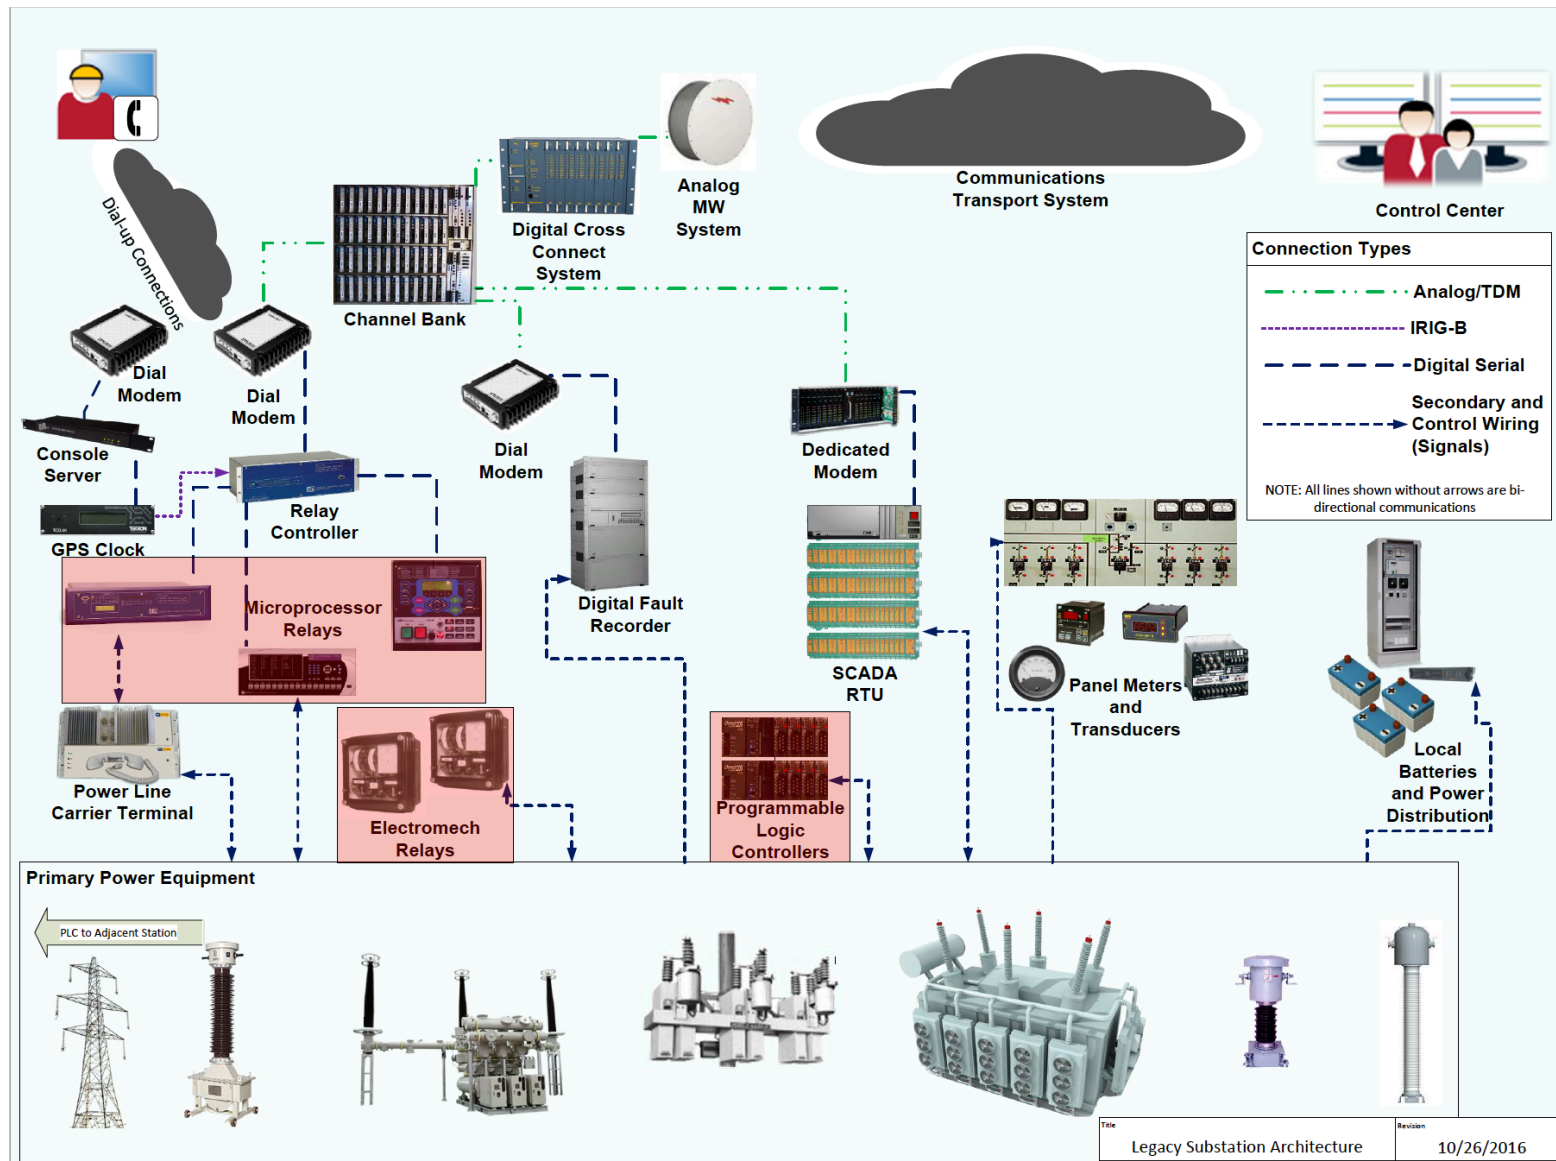 Dial-up Connections
Analog
MW
System
Communications
Transport System
Control Center
Digital Cross
Connect
System
Channel Bank
Connection Types
Analog/TDM
IRIG-B
Digital Serial
Secondary and
Control Wiring
(Signals)
NOTE: All lines shown without arrows are bi-
directional communications
Dial
Modem
Dial
Modem
Dial
Modem
Dedicated
Modem
Console
Server
Relay
Controller
GPS Clock
Microprocessor
Relays
Digital Fault
Recorder
SCADA
RTU
Panel Meters
and
Transducers
Local
Batteries
and Power
Distribution
Power Line
Carrier Terminal
Electromech
Relays
Programmable
Logic
Controllers
Primary Power Equipment
PLC to Adjacent Station
Title
Legacy Substation Architecture
Revision
10/26/2016